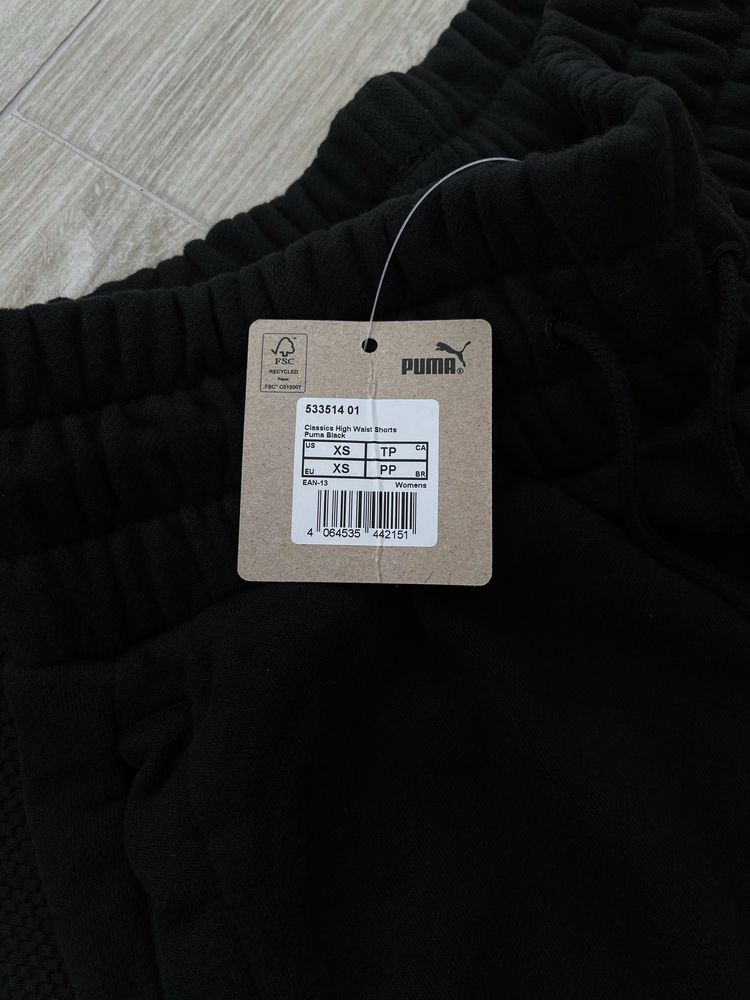 FSC
RECYCLED
Paper
FSC® C015007
PUMA®
533514 01
Classics High Waist Shorts
Puma Black
US XS TP CA
EU XS PP BR
EAN-13 Womens
4 064535 442151